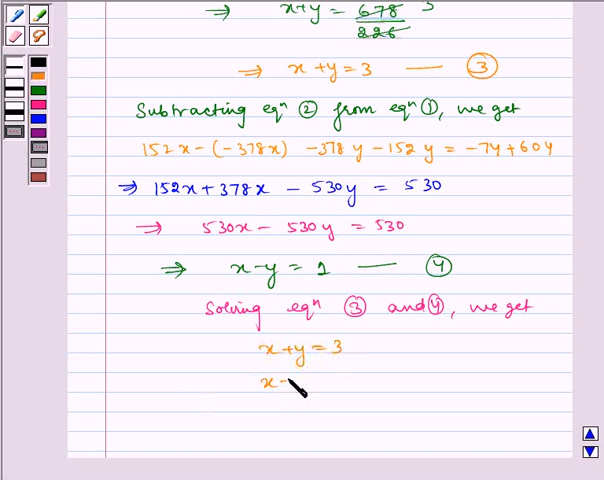 ⇒ x+y = 678/226 3
⇒ x+y = 3 — ③
Subtracting eqⁿ ② from eqⁿ ①, we get
152x-(-378x) -378y-152y = -74+604
⇒ 152x+378x - 530y = 530
⇒ 530x - 530y = 530
⇒ x-y = 1 — ④
Solving eqⁿ ③ and ④, we get
x+y = 3
x-